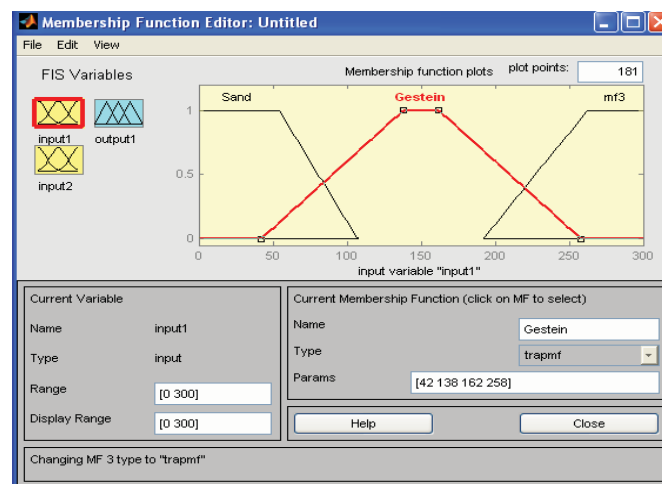 Membership Function Editor: Untitled
File Edit View
FIS Variables
Membership function plots plot points: 181
Sand Gestein mf3
1
0.5
0
0 50 100 150 200 250 300
input variable "input1"
input1 output1
input2
Current Variable
Name input1
Type input
Range [0 300]
Display Range [0 300]
Current Membership Function (click on MF to select)
Name Gestein
Type trapmf
Params [42 138 162 258]
Help Close
Changing MF 3 type to "trapmf"